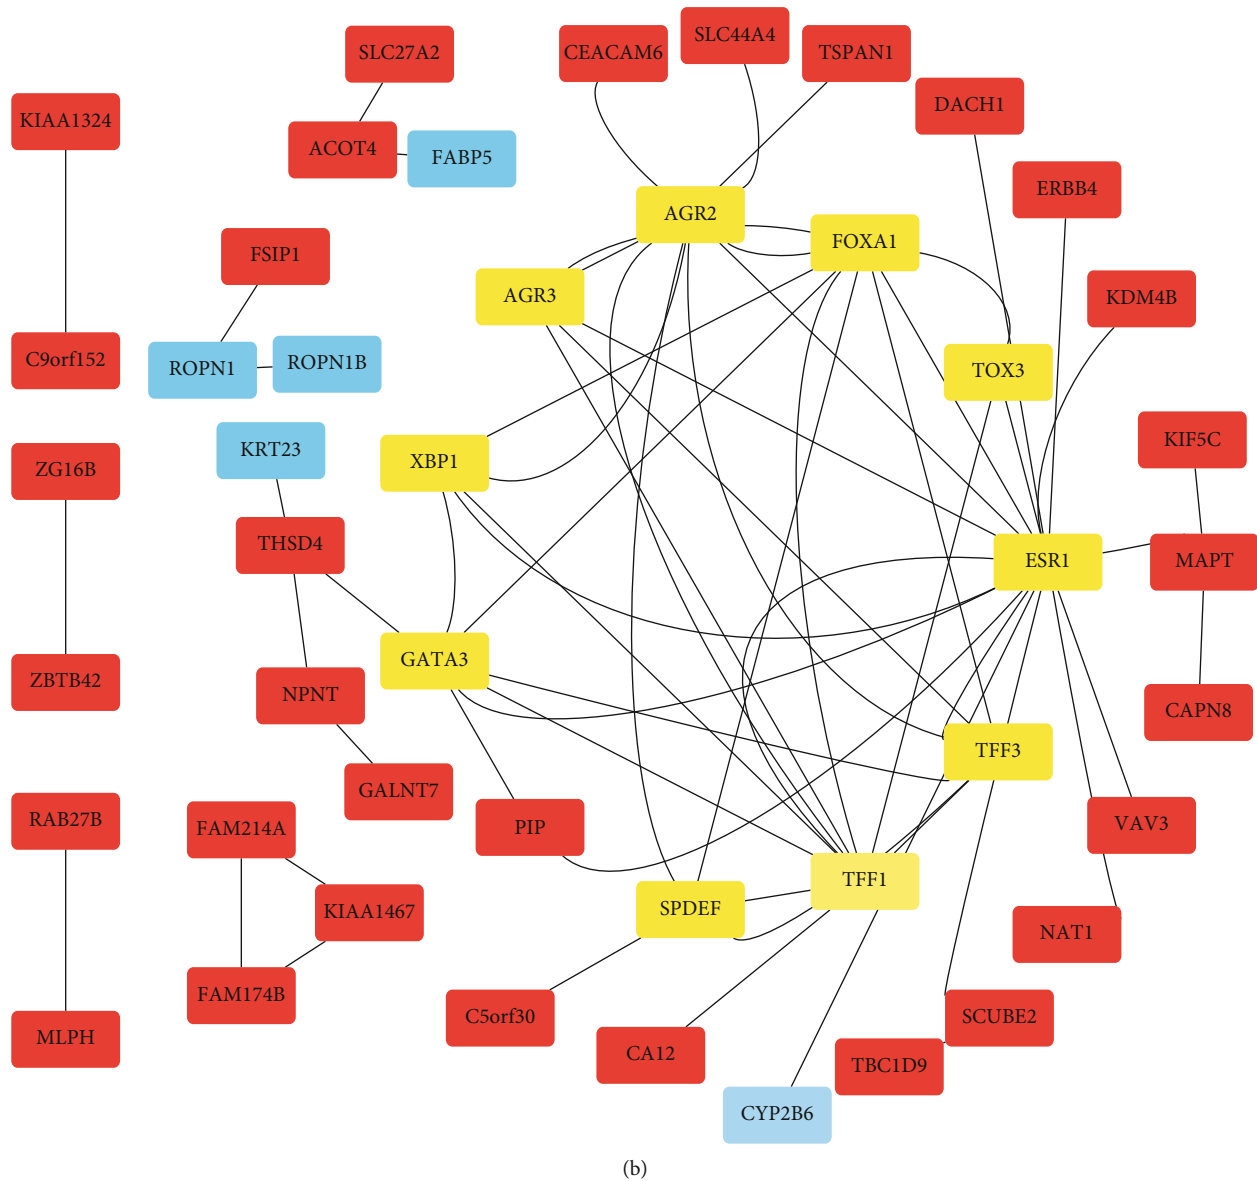 SLC44A4
CEACAM6
SLC27A2
TSPAN1
DACH1
KIAA1324
ACOT4
FABP5
ERBB4
AGR2
FOXA1
FSIP1
AGR3
KDM4B
C9orf152
ROPN1
ROPN1B
TOX3
KRT23
KIF5C
XBP1
ZG16B
THSD4
ESR1
MAPT
GATA3
ZBTB42
NPNT
CAPN8
TFF3
GALNT7
RAB27B
FAM214A
PIP
VAV3
TFF1
KIAA1467
SPDEF
NAT1
FAM174B
C5orf30
SCUBE2
MLPH
CA12
TBC1D9
CYP2B6
(b)